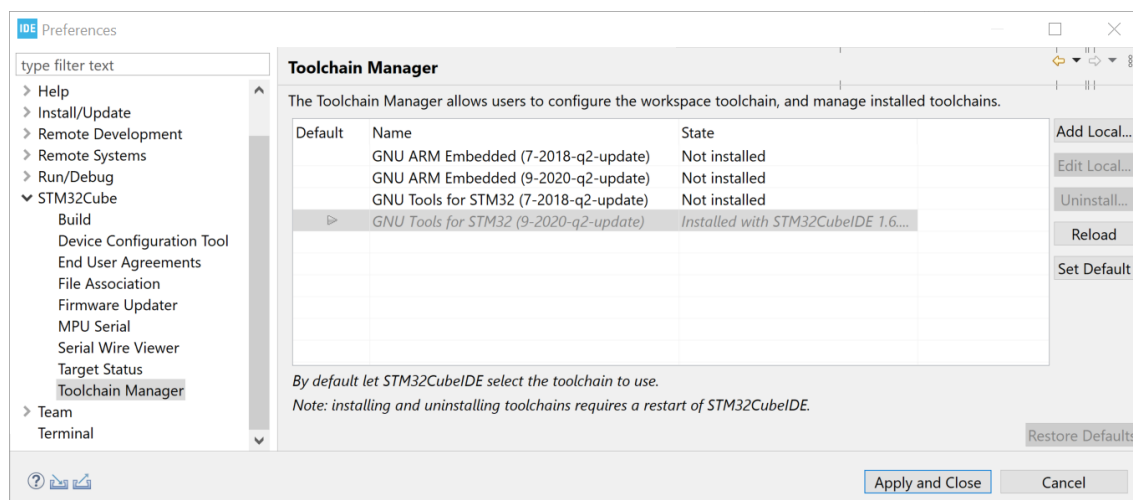 IDE Preferences
type filter text
Help
Install/Update
Remote Development
Remote Systems
Run/Debug
STM32Cube
Build
Device Configuration Tool
End User Agreements
File Association
Firmware Updater
MPU Serial
Serial Wire Viewer
Target Status
Toolchain Manager
Team
Terminal
Toolchain Manager
The Toolchain Manager allows users to configure the workspace toolchain, and manage installed toolchains.
Default Name State
GNU ARM Embedded (7-2018-q2-update) Not installed
GNU ARM Embedded (9-2020-q2-update) Not installed
GNU Tools for STM32 (7-2018-q2-update) Not installed
GNU Tools for STM32 (9-2020-q2-update) Installed with STM32CubeIDE 1.6....
Add Local...
Edit Local...
Uninstall...
Reload
Set Default
By default let STM32CubeIDE select the toolchain to use.
Note: installing and uninstalling toolchains requires a restart of STM32CubeIDE.
Restore Defaults
Apply and Close
Cancel